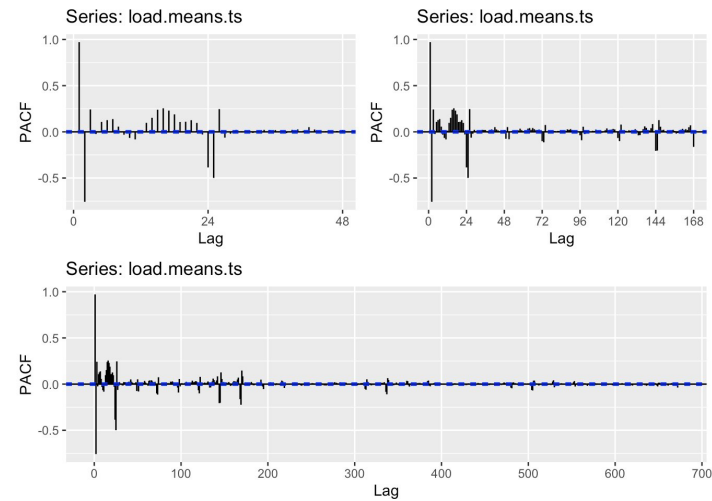 Series: load.means.ts
1.0
0.5
0.0
-0.5
PACF
0
24
48
Lag
Series: load.means.ts
1.0
0.5
0.0
-0.5
PACF
0 24 48 72 96 120 144 168
Lag
Series: load.means.ts
1.0
0.5
0.0
-0.5
PACF
0 100 200 300 400 500 600 700
Lag